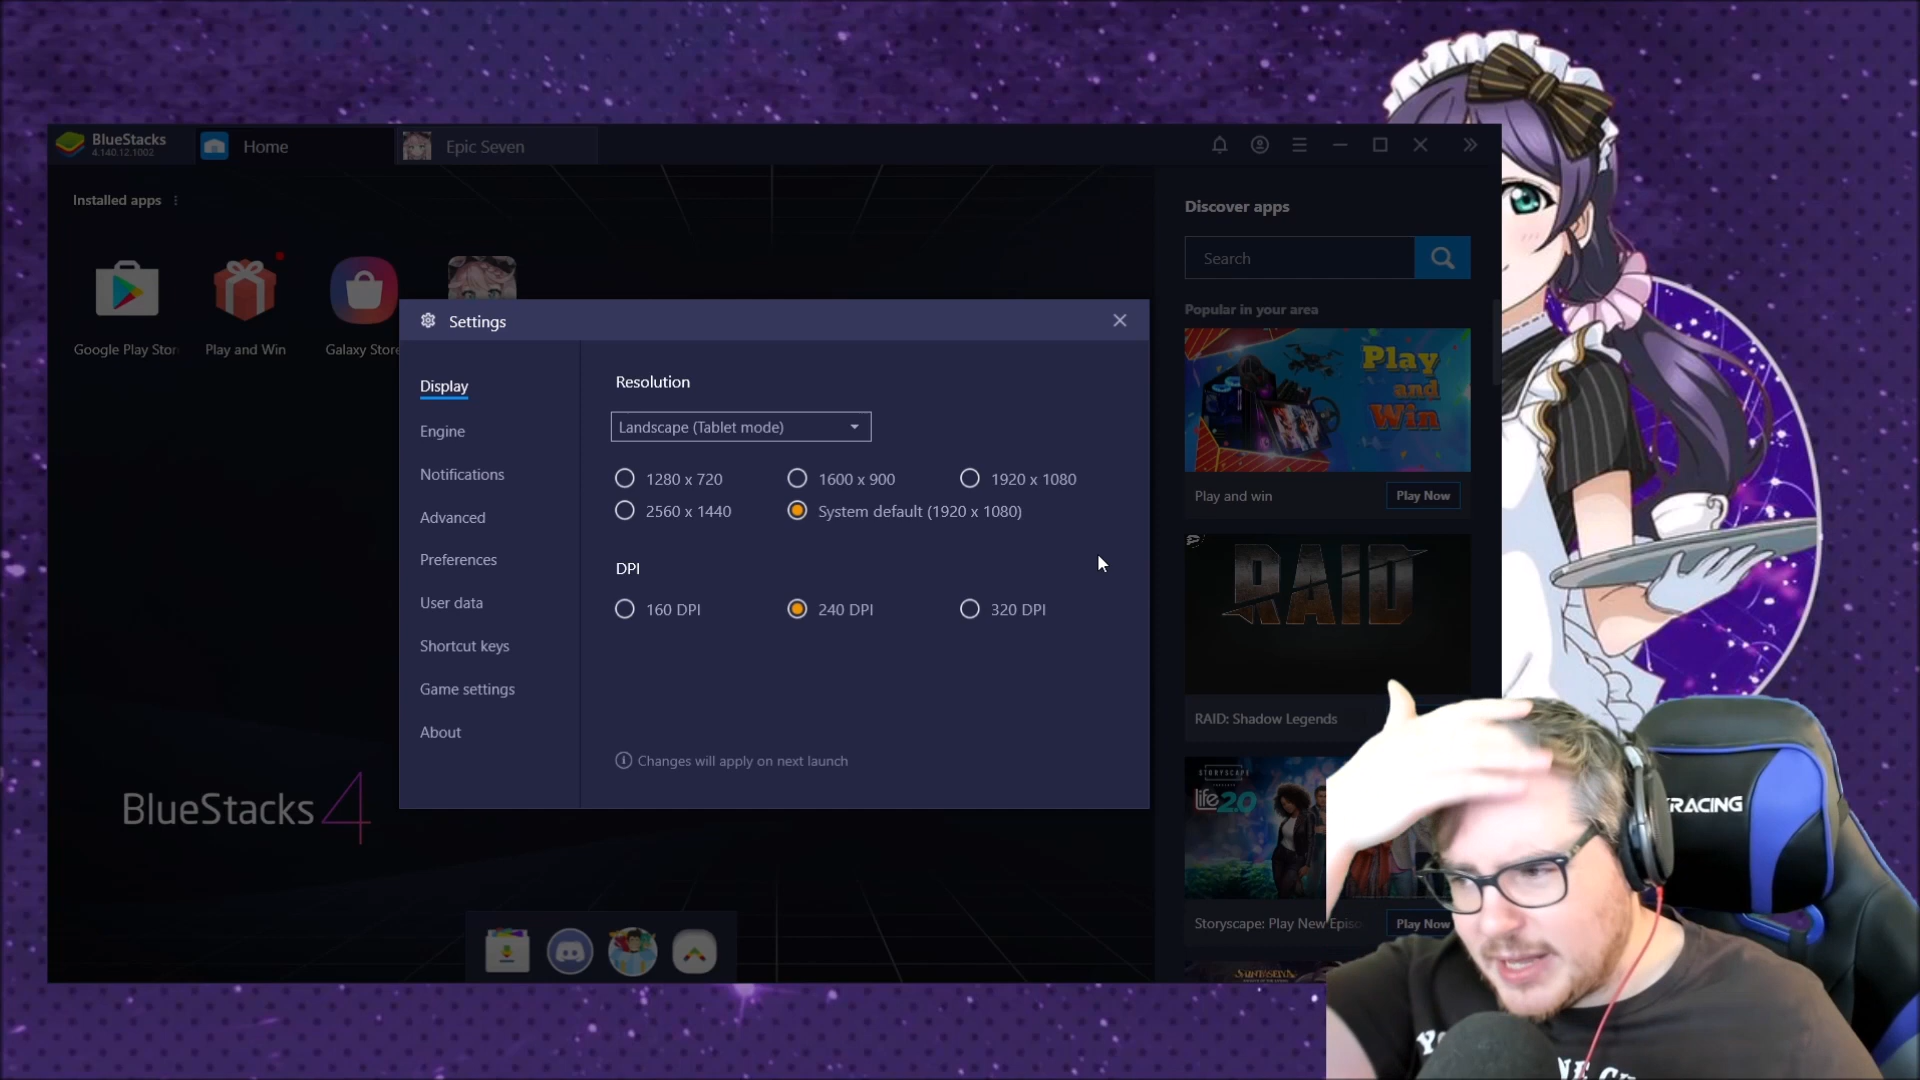 BlueStacks
4.140.12.1002
Home
Epic Seven
Installed apps
Google Play Stor
Play and Win
Galaxy Store
Settings
Display
Engine
Notifications
Advanced
Preferences
User data
Shortcut keys
Game settings
About
Resolution
Landscape (Tablet mode)
1280 x 720
1600 x 900
1920 x 1080
2560 x 1440
System default (1920 x 1080)
DPI
160 DPI
240 DPI
320 DPI
Changes will apply on next launch
BlueStacks 4
Discover apps
Search
Popular in your area
Play
and
Win
Play and win
Play Now
RAID
RAID: Shadow Legends
STORYSCAPE
life 2.0
Storyscape: Play New Episo
Play Now
RACING